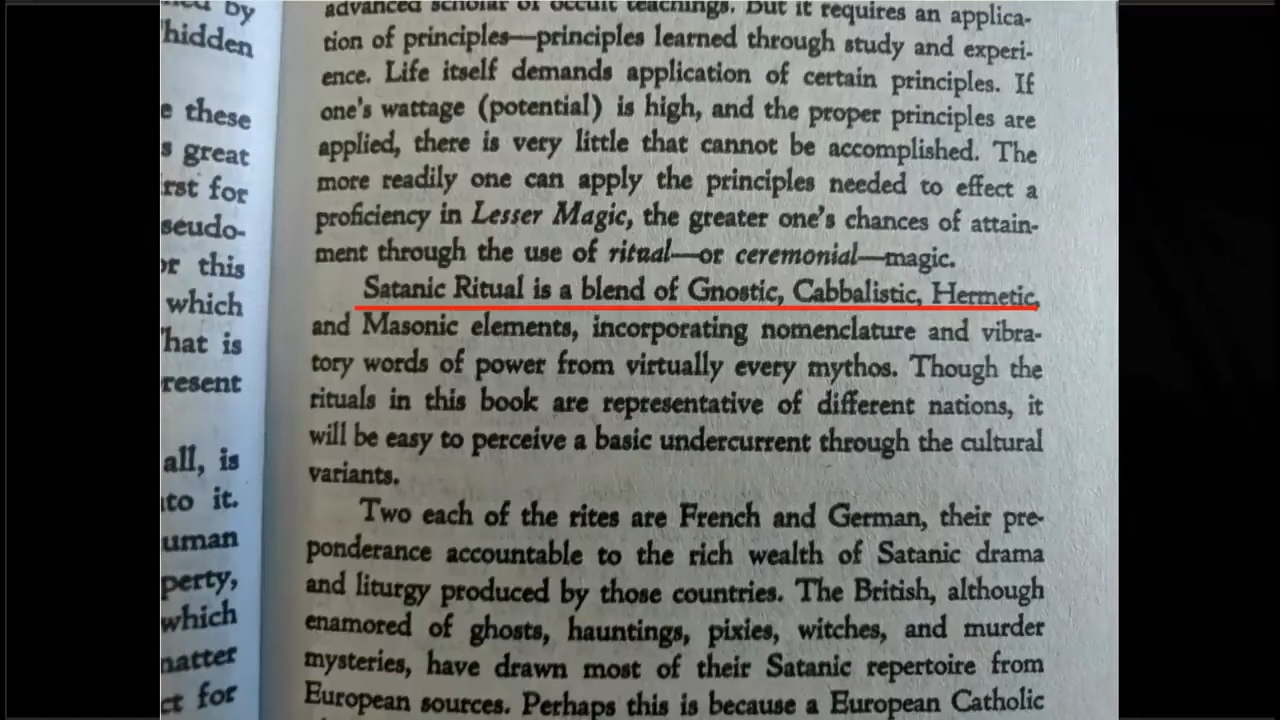 by
'hidden
e these
s great
rst for
seudo-
or this
which
That is
resent
all, is
nto it.
uman
perty,
which
natter
ct for
advanced scholar of occult teachings. But it requires an applica-
tion of principles—principles learned through study and experi-
ence. Life itself demands application of certain principles. If
one's wattage (potential) is high, and the proper principles are
applied, there is very little that cannot be accomplished. The
more readily one can apply the principles needed to effect a
proficiency in Lesser Magic, the greater one's chances of attain-
ment through the use of ritual—or ceremonial—magic.
Satanic Ritual is a blend of Gnostic, Cabbalistic, Hermetic,
and Masonic elements, incorporating nomenclature and vibra-
tory words of power from virtually every mythos. Though the
rituals in this book are representative of different nations, it
will be easy to perceive a basic undercurrent through the cultural
variants.
Two each of the rites are French and German, their pre-
ponderance accountable to the rich wealth of Satanic drama
and liturgy produced by those countries. The British, although
enamored of ghosts, hauntings, pixies, witches, and murder
mysteries, have drawn most of their Satanic repertoire from
European sources. Perhaps this is because a European Catholic